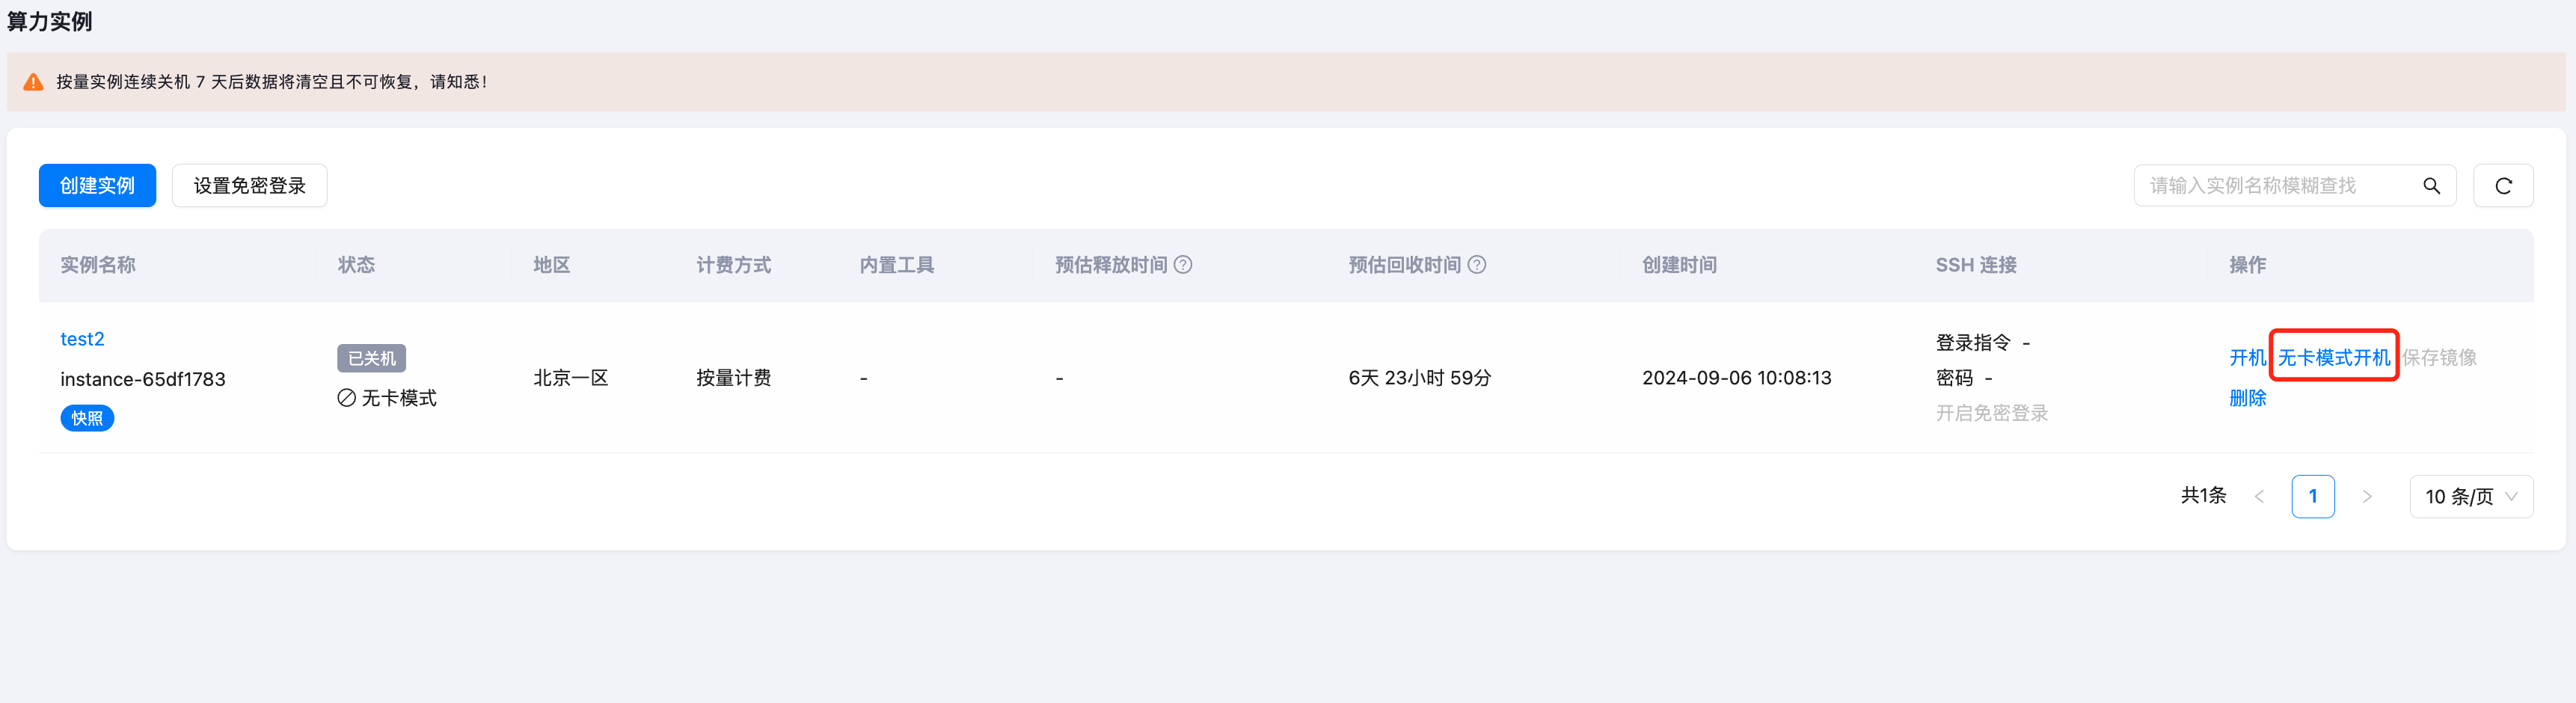 算力实例
按量实例连续关机 7 天后数据将清空且不可恢复，请知悉！
创建实例 设置免密登录 请输入实例名称模糊查找
实例名称 状态 地区 计费方式 内置工具 预估释放时间 预估回收时间 创建时间 SSH 连接 操作
test2
instance-65df1783
快照
已关机
无卡模式
北京一区
按量计费
-
-
6天 23小时 59分
2024-09-06 10:08:13
登录指令 -
密码 -
开启免密登录
开机 无卡模式开机 保存镜像
删除
共1条 1 10 条/页